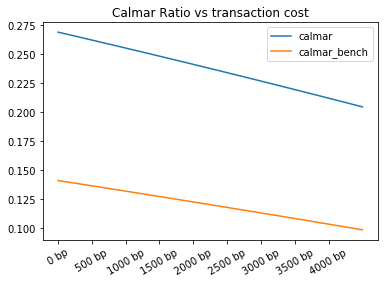 Calmar Ratio vs transaction cost
calmar
calmar_bench
0.275
0.250
0.225
0.200
0.175
0.150
0.125
0.100
0 bp
500 bp
1000 bp
1500 bp
2000 bp
2500 bp
3000 bp
3500 bp
4000 bp